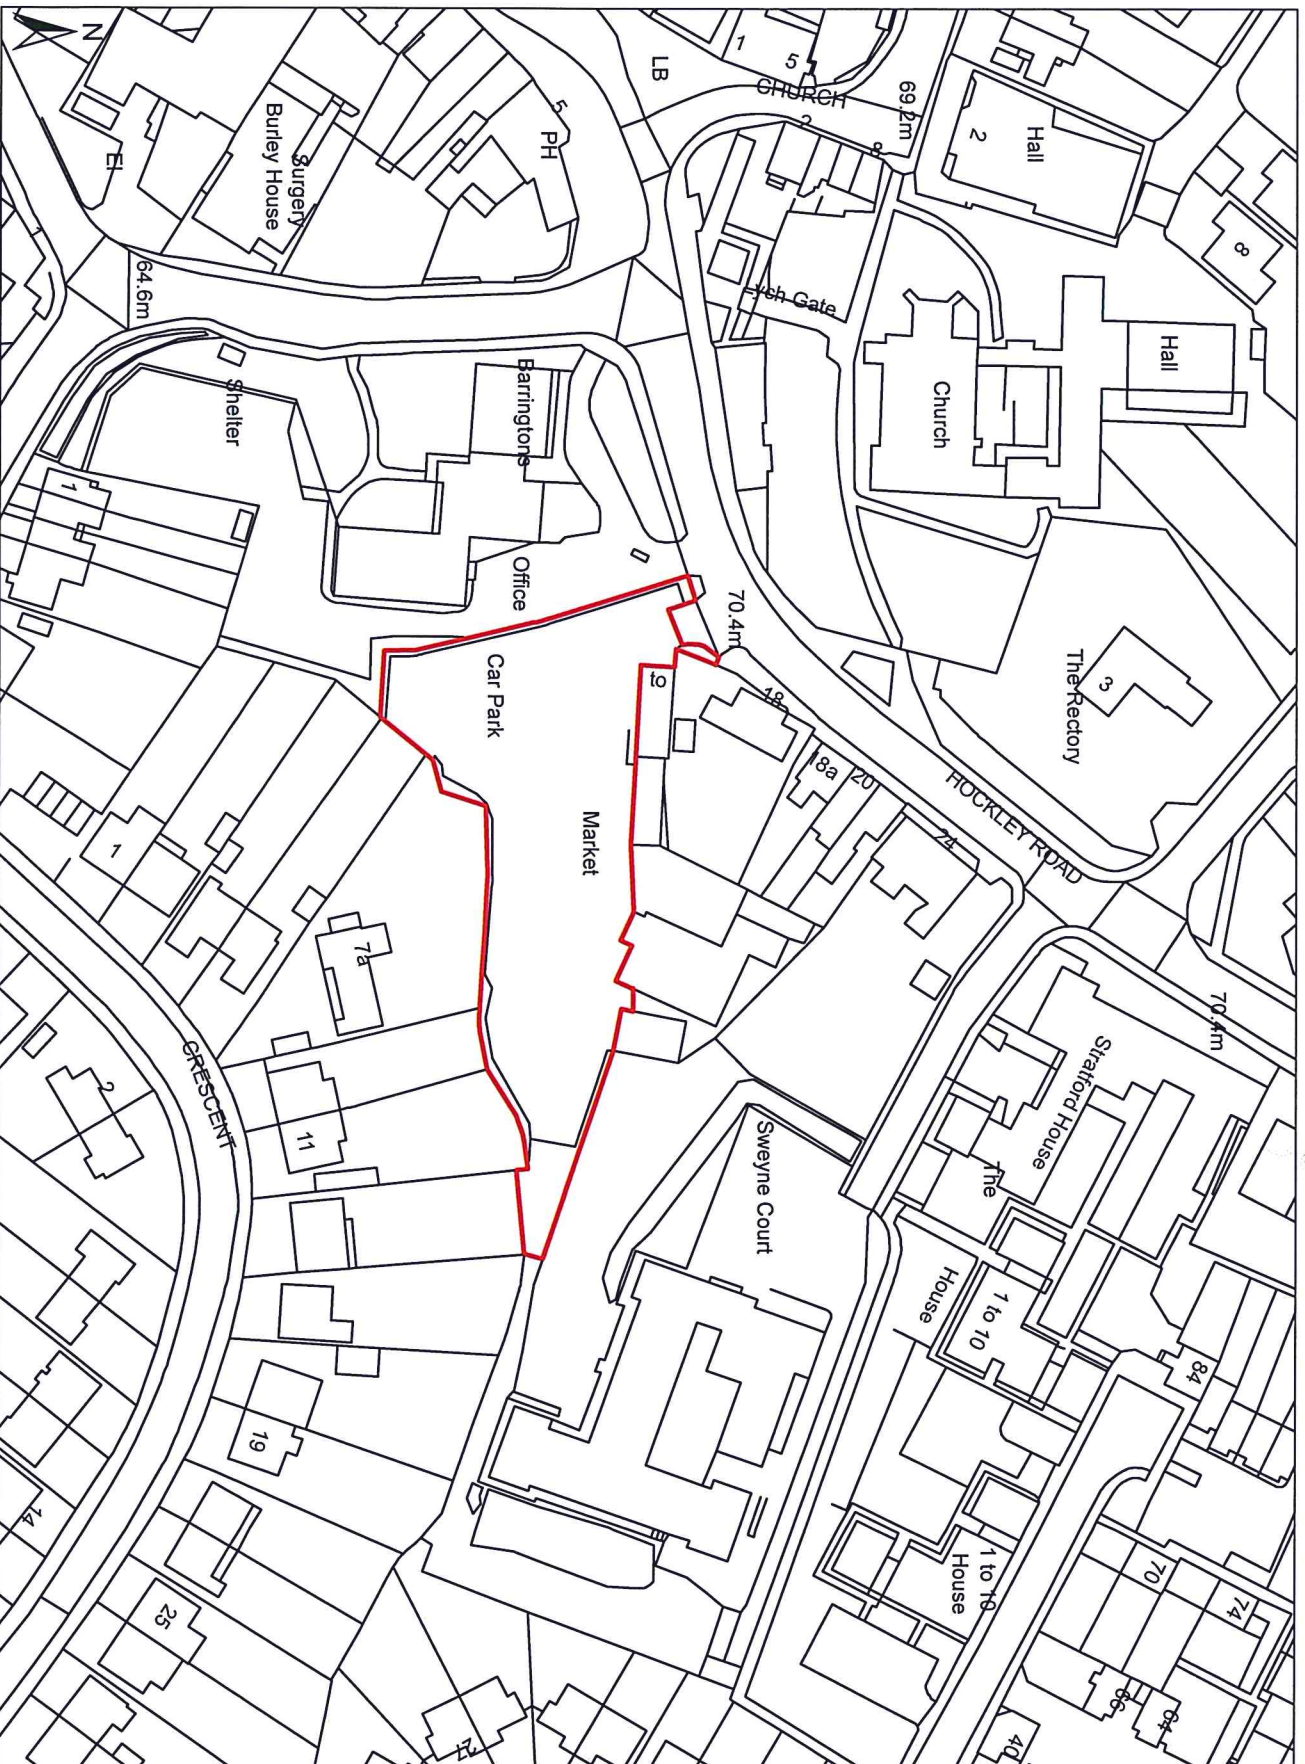 N
1
5
LB
CHURCH
69.2m
2
8
Hall
2
8
5
PH
Surgery
Burley House
El
1
64.6m
Lych Gate
Hall
Church
Barringtons
Shelter
1
Office
70.4m
The Rectory
3
to
18
18a
20
24
HOCKLEY ROAD
Car Park
Market
1
7a
11
CRESCENT
2
70.4m
Stratford House
The
House
1 to 10
Sweyne Court
84
19
14
25
27
1 to 10
House
70
74
66
64
40